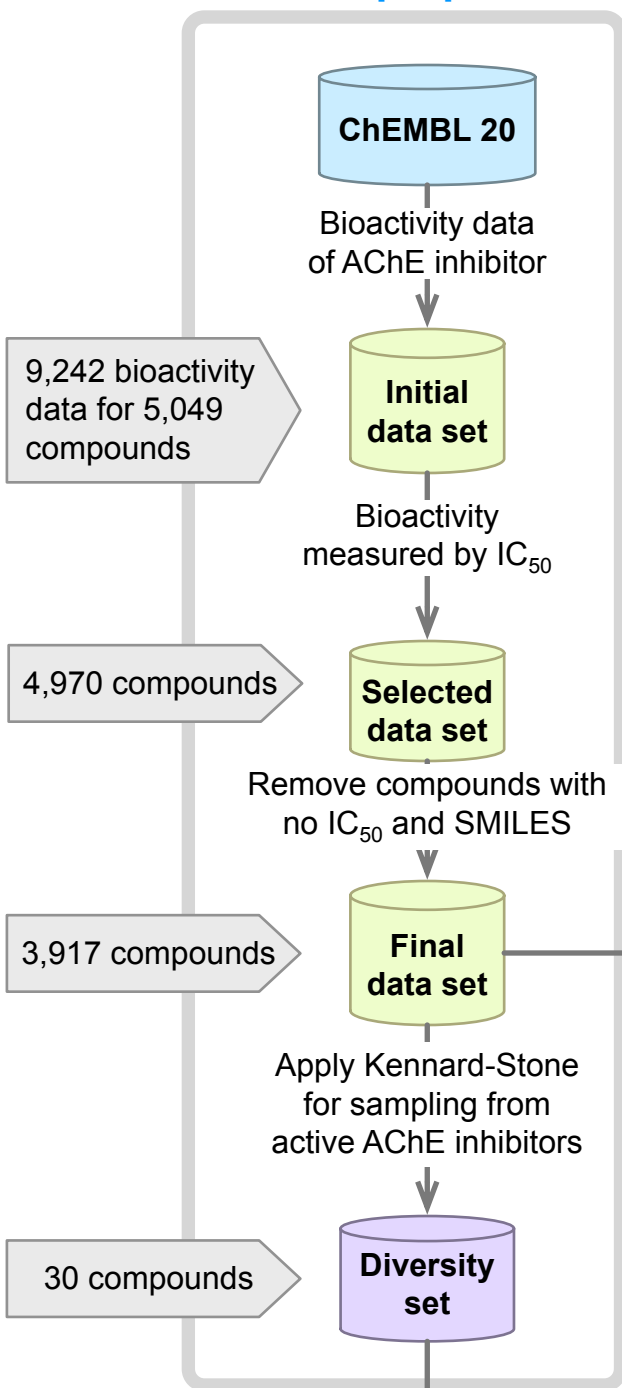 ChEMBL 20
Bioactivity data
of AChE inhibitor
9,242 bioactivity
data for 5,049
compounds
Initial
data set
Bioactivity
measured by IC₅₀
4,970 compounds
Selected
data set
Remove compounds with
no IC₅₀ and SMILES
3,917 compounds
Final
data set
Apply Kennard-Stone
for sampling from
active AChE inhibitors
30 compounds
Diversity
set